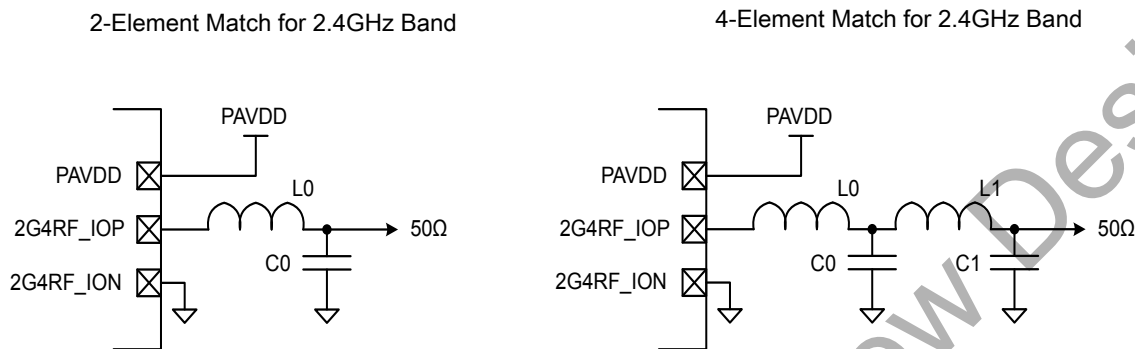 2-Element Match for 2.4GHz Band
PAVDD
PAVDD
L0
2G4RF_IOP
50Ω
C0
2G4RF_ION
4-Element Match for 2.4GHz Band
PAVDD
PAVDD
L0
L1
2G4RF_IOP
50Ω
C0
C1
2G4RF_ION